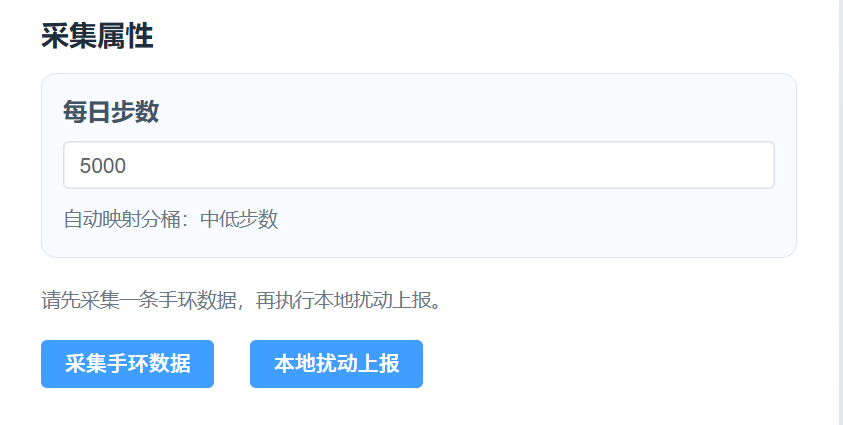 采集属性
每日步数
5000
自动映射分桶：中低步数
请先采集一条手环数据，再执行本地扰动上报。
采集手环数据
本地扰动上报